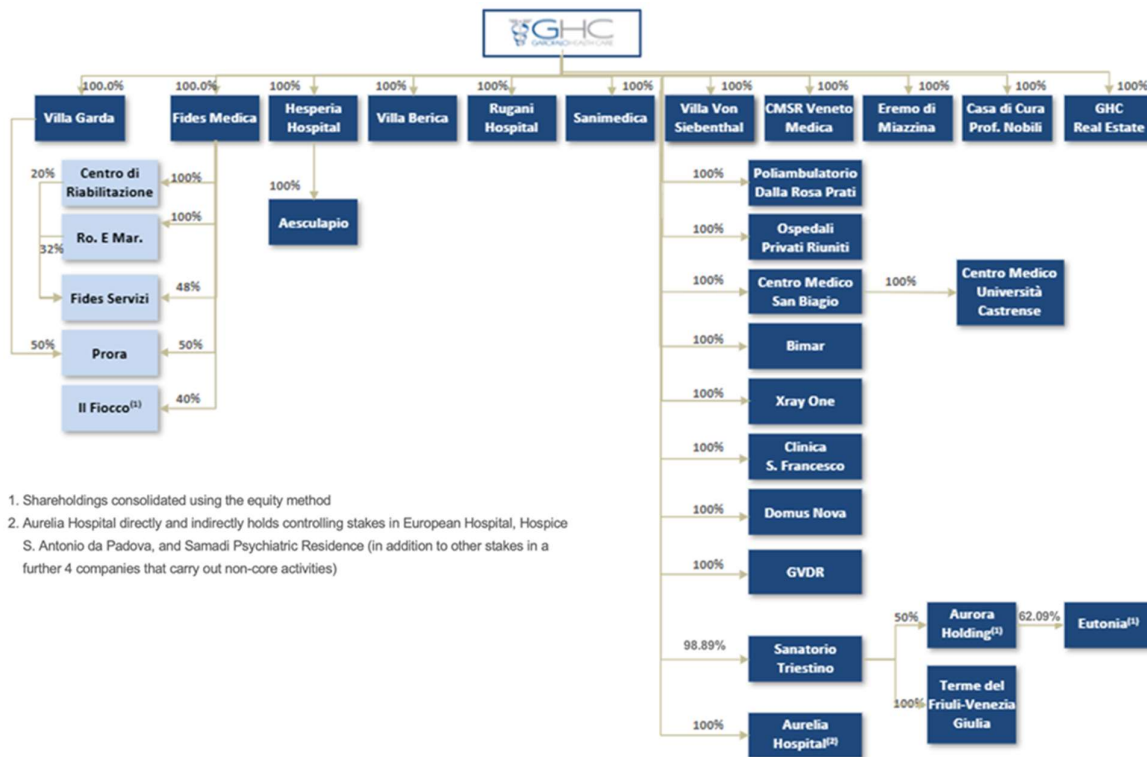 GHC
GAROFALO HEALTH CARE
100.0%
100.0%
100%
100%
100%
100%
100%
100%
100%
100%
100%
Villa Garda
Fides Medica
Hesperia
Hospital
Villa Berica
Rugani
Hospital
Sanimedica
Villa Von
Siebenthal
CMSR Veneto
Medica
Eremo di
Miazzina
Casa di Cura
Prof. Nobili
GHC
Real Estate
20%
Centro di
Riabilitazione
100%
100%
Ro. E Mar.
32%
Fides Servizi
48%
50%
Prora
50%
Il Fiocco(1)
40%
100%
Aesculapio
100%
Poliambulatorio
Dalla Rosa Prati
100%
Ospedali
Privati Riuniti
100%
Centro Medico
San Biagio
100%
Centro Medico
Università
Castrense
100%
Bimar
100%
Xray One
100%
Clinica
S. Francesco
100%
Domus Nova
100%
GVDR
98.89%
Sanatorio
Triestino
50%
Aurora
Holding(1)
62.09%
Eutonia(1)
100%
Terme del
Friuli-Venezia
Giulia
100%
Aurelia
Hospital(2)
1. Shareholdings consolidated using the equity method
2. Aurelia Hospital directly and indirectly holds controlling stakes in European Hospital, Hospice
S. Antonio da Padova, and Samadi Psychiatric Residence (in addition to other stakes in a
further 4 companies that carry out non-core activities)